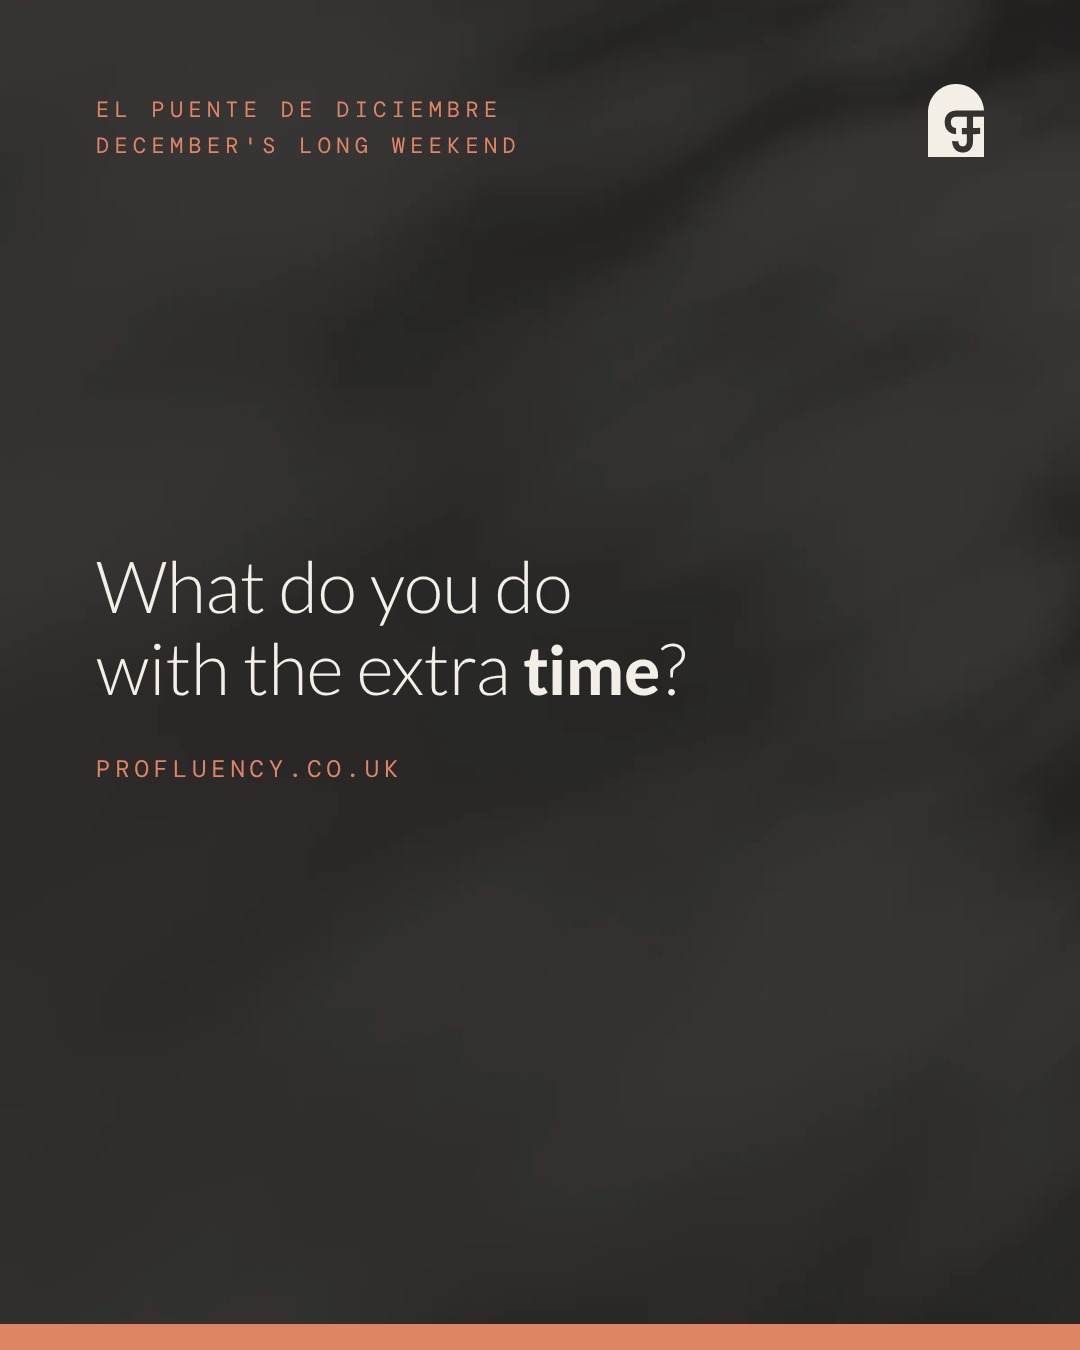 EL PUENTE DE DICIEMBRE
DECEMBER'S LONG WEEKEND
What do you do
with the extra time?
PROFLUENCY.CO.UK